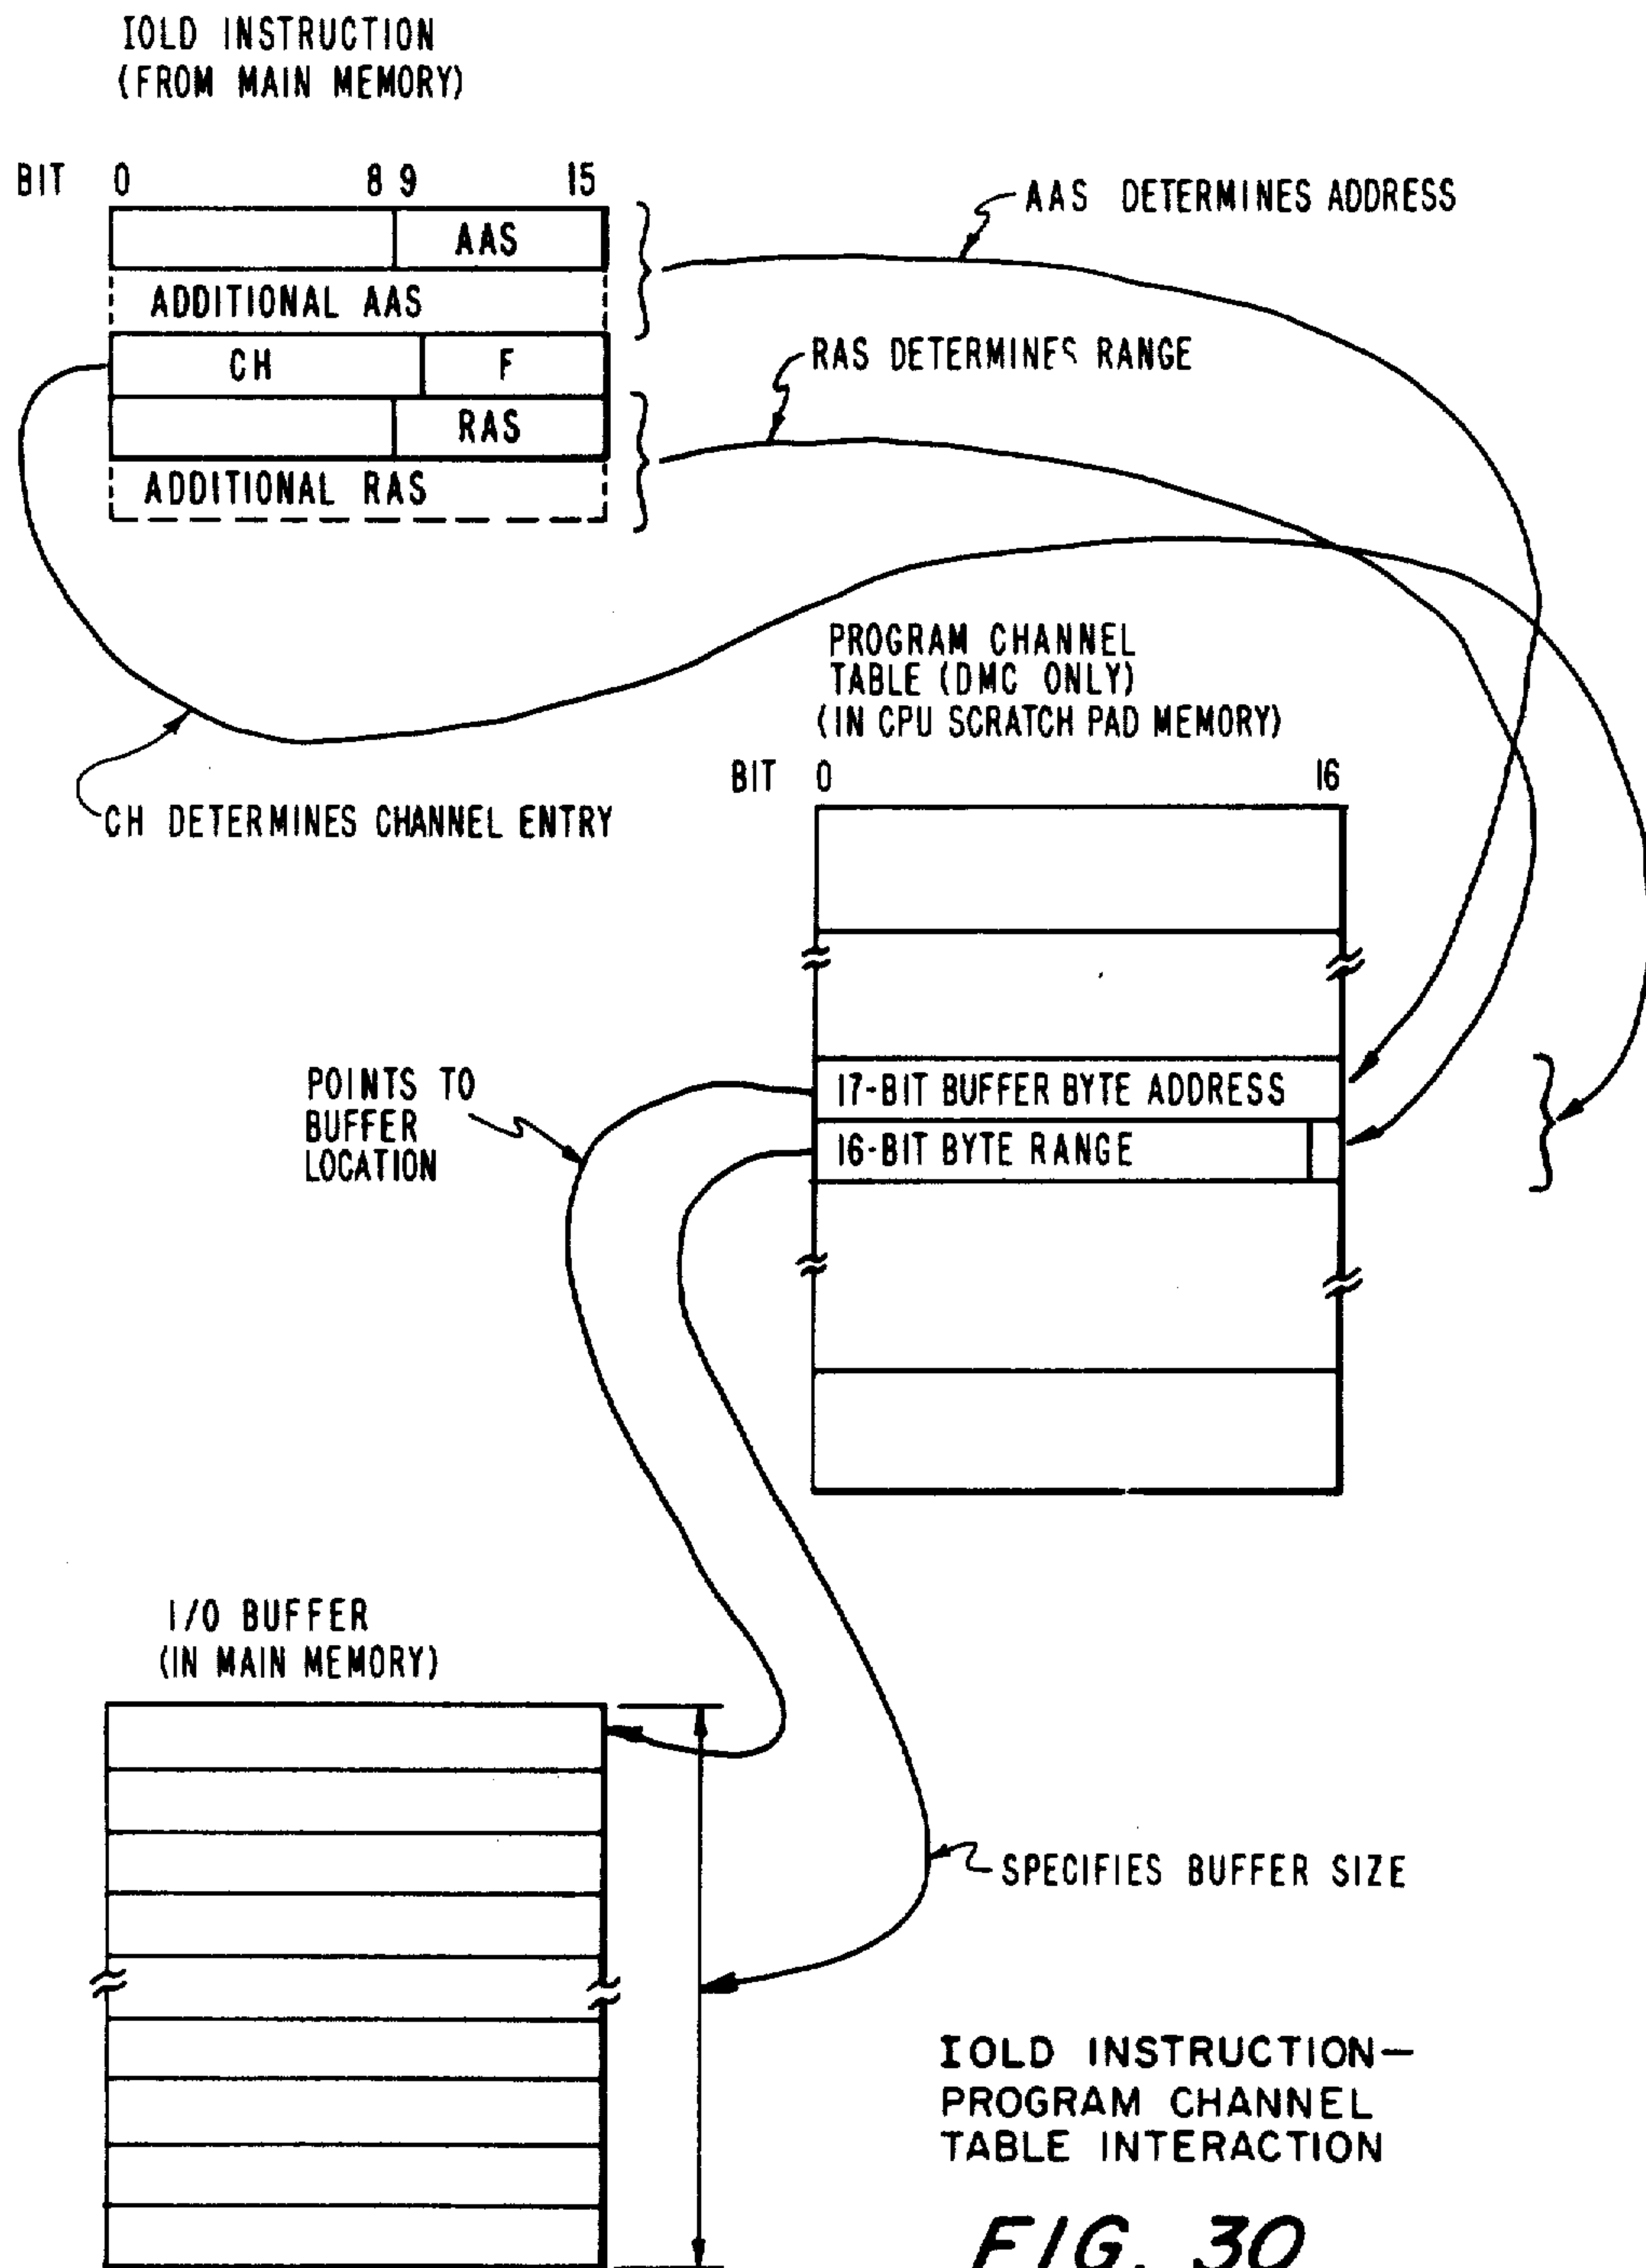 IOLD INSTRUCTION
(FROM MAIN MEMORY)
BIT 0 8 9 15
AAS
ADDITIONAL AAS
CH F
RAS
ADDITIONAL RAS
AAS DETERMINES ADDRESS
RAS DETERMINES RANGE
CH DETERMINES CHANNEL ENTRY
PROGRAM CHANNEL
TABLE (DMC ONLY)
(IN CPU SCRATCH PAD MEMORY)
BIT 0 16
17-BIT BUFFER BYTE ADDRESS
16-BIT BYTE RANGE
POINTS TO
BUFFER
LOCATION
I/O BUFFER
(IN MAIN MEMORY)
SPECIFIES BUFFER SIZE
IOLD INSTRUCTION—
PROGRAM CHANNEL
TABLE INTERACTION
FIG. 30